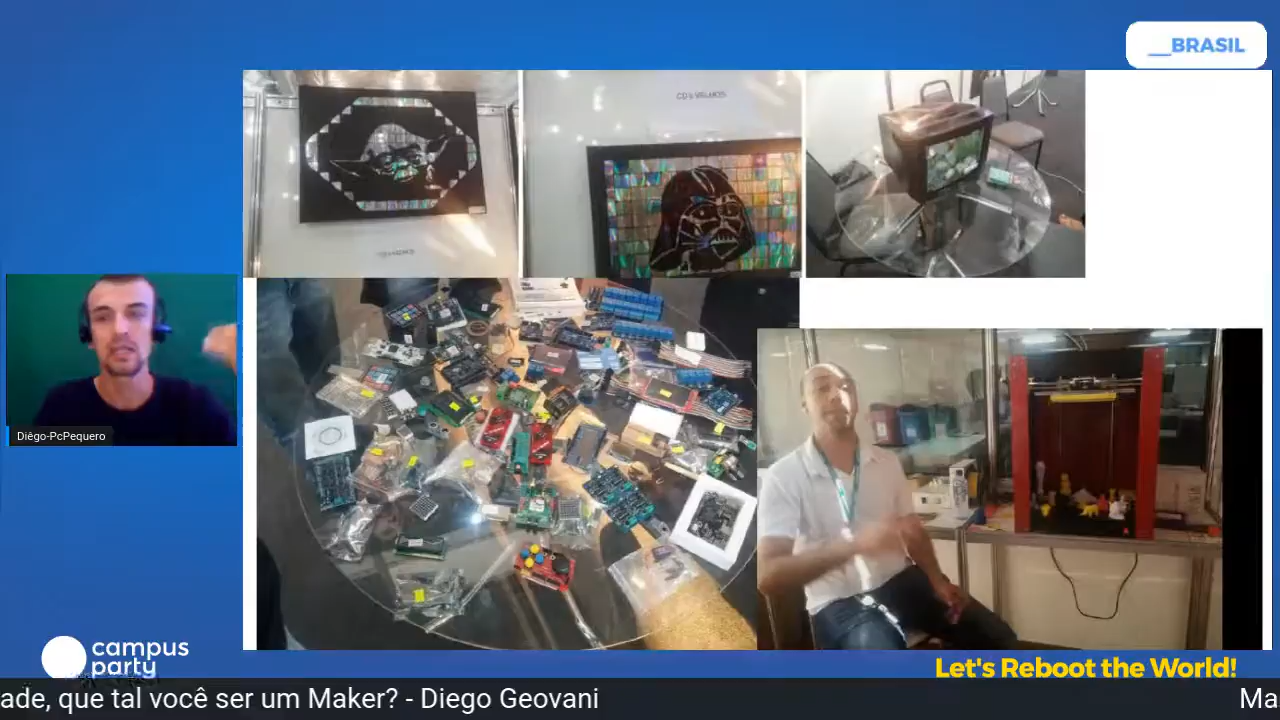 __BRASIL
CD'S VELHOS
Diêgo-PcPequero
campus
party
Let's Reboot the World!
ade, que tal você ser um Maker? - Diego Geovani
Ma